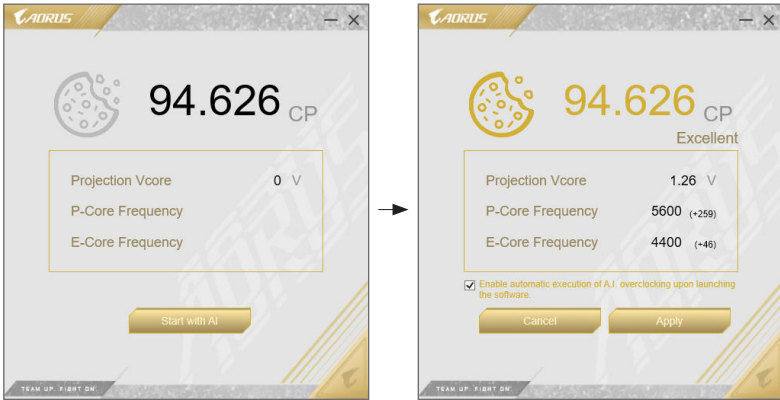 AORUS
94.626 CP
Projection Vcore 0 V
P-Core Frequency
E-Core Frequency
Start with AI
TEAM UP. FIGHT ON.
AORUS
94.626 CP
Excellent
Projection Vcore 1.26 V
P-Core Frequency 5600 (+259)
E-Core Frequency 4400 (+46)
Enable automatic execution of A.I. overclocking upon launching
the software.
Cancel Apply
TEAM UP. FIGHT ON.